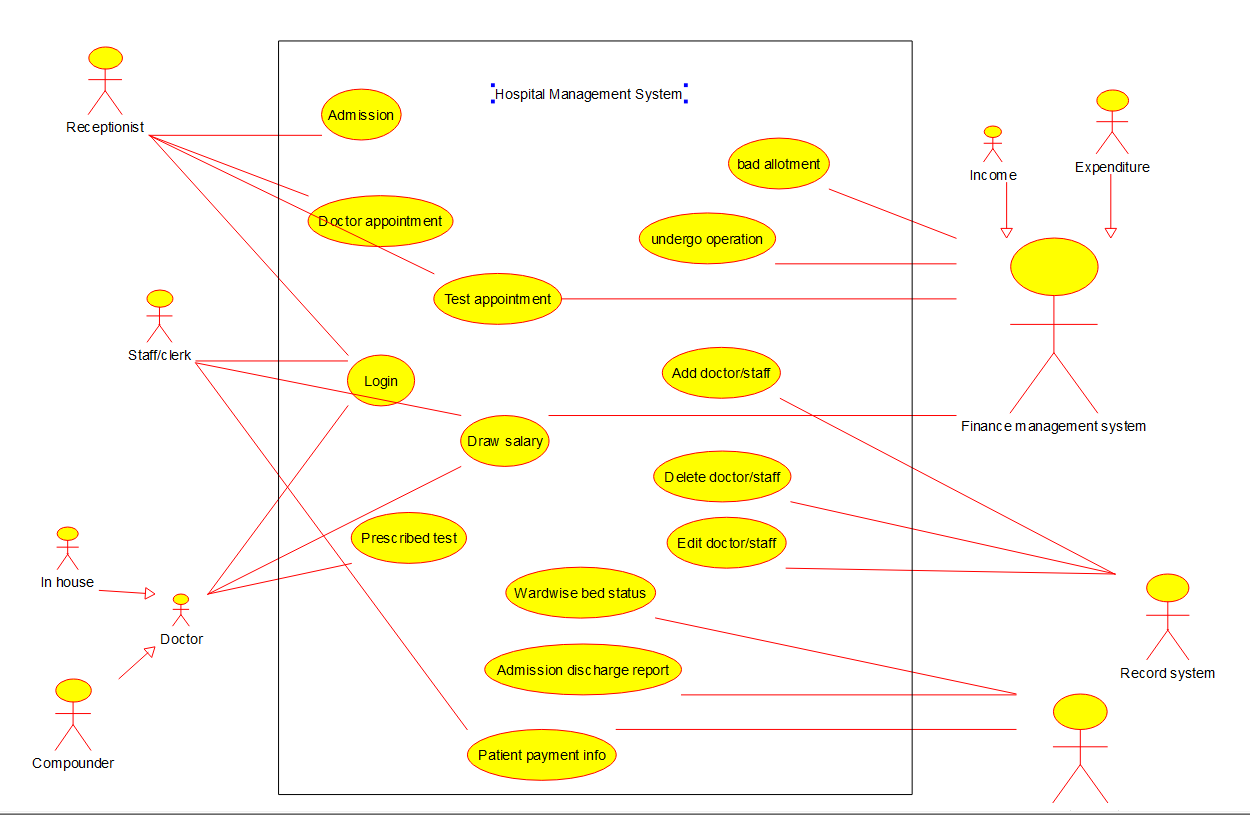 Hospital Management System
Admission
Receptionist
bad allotment
Income
Expenditure
Doctor appointment
undergo operation
Test appointment
Staff/clerk
Login
Add doctor/staff
Finance management system
Draw salary
Delete doctor/staff
Prescribed test
Edit doctor/staff
In house
Wardwise bed status
Doctor
Admission discharge report
Record system
Patient payment info
Compounder